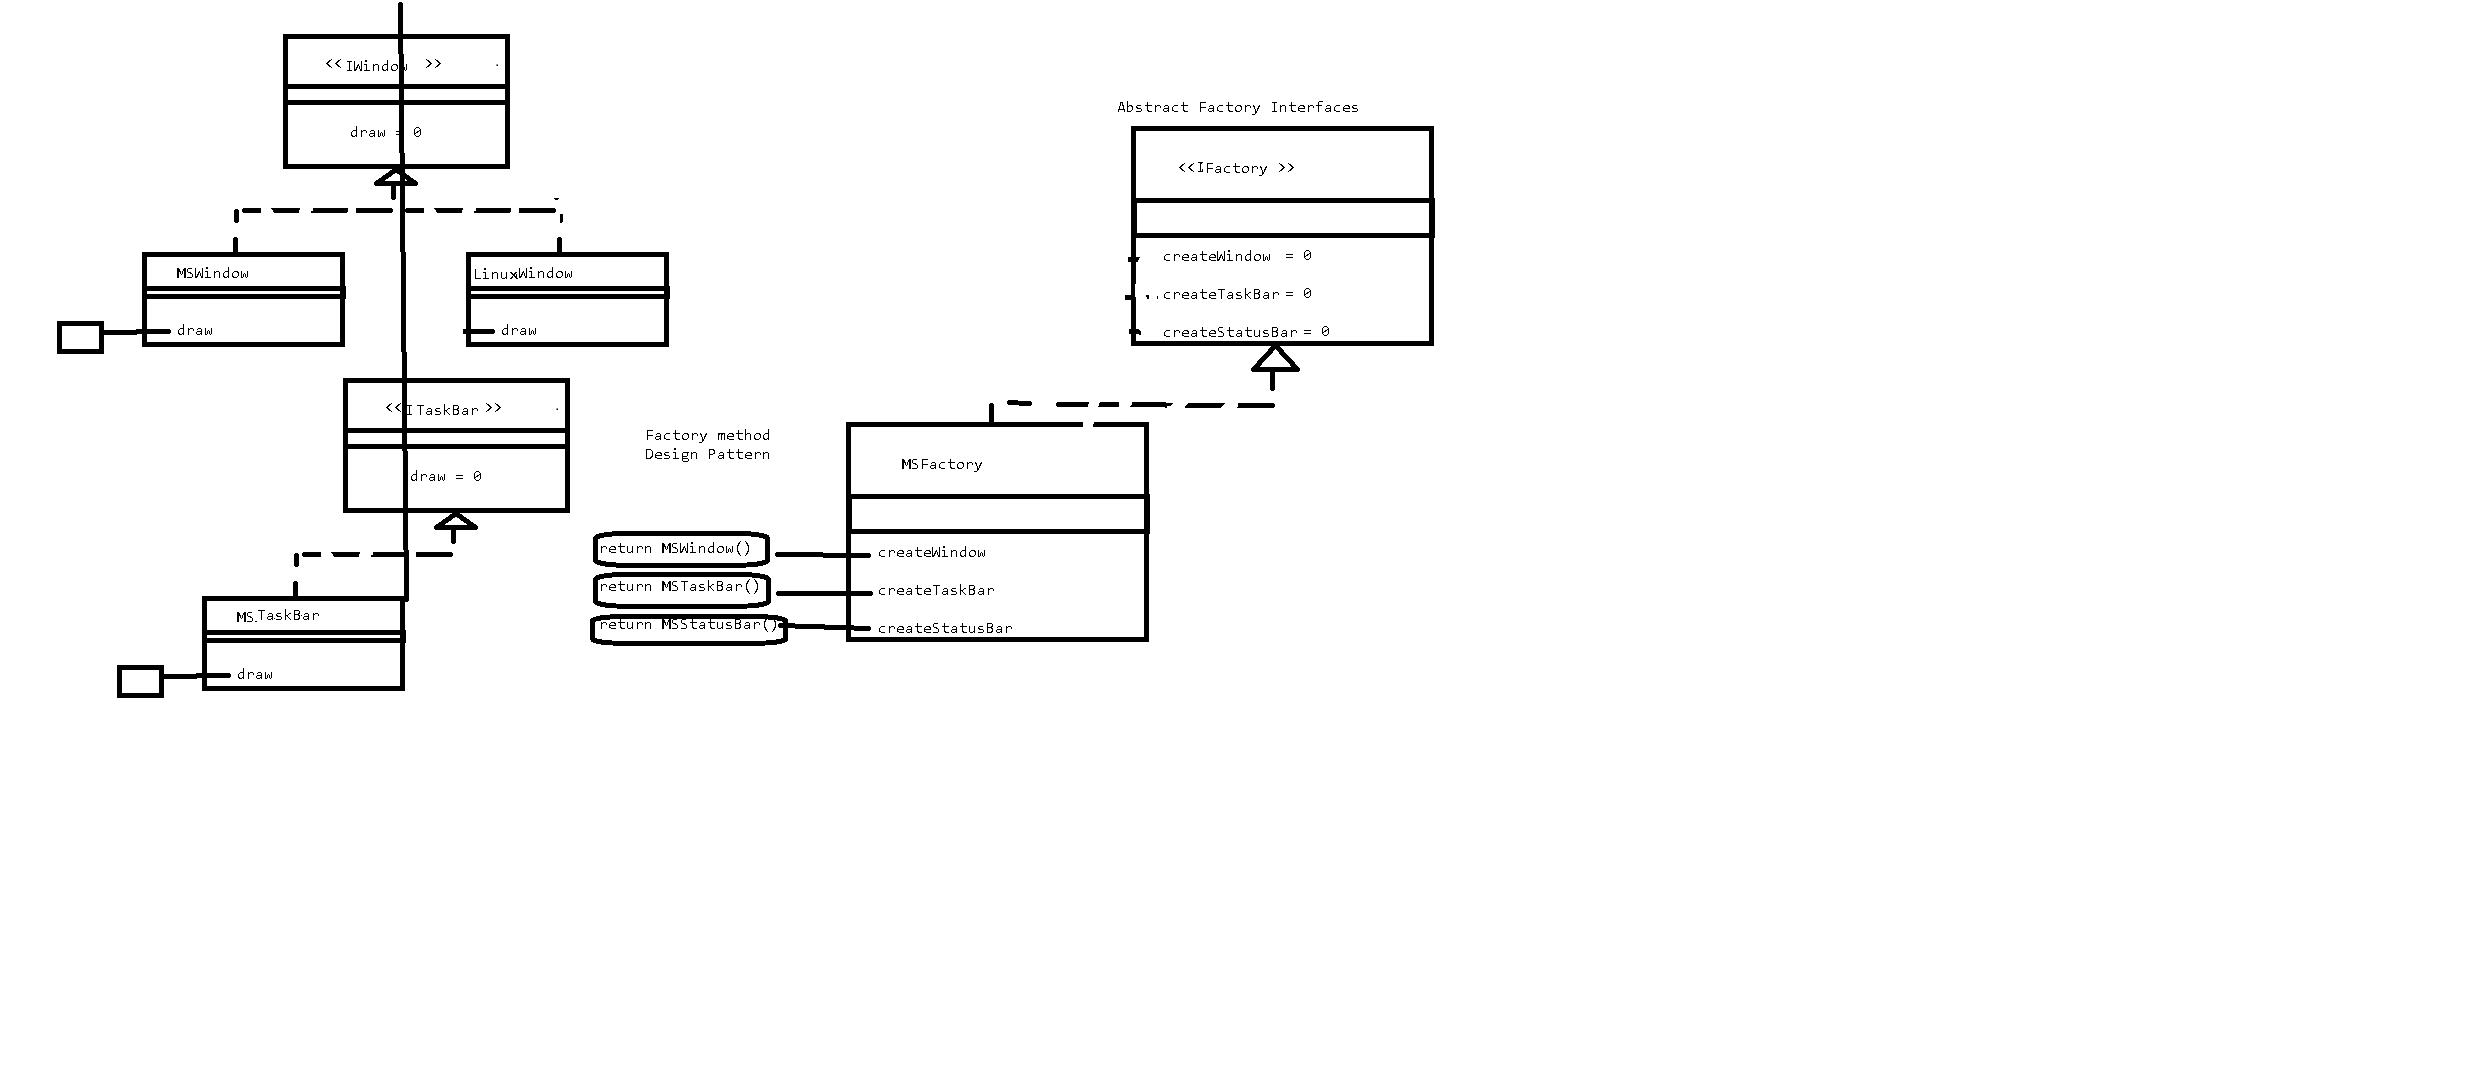 <<IWindow >>
draw = 0
MSWindow
draw
LinuxWindow
draw
<<ITaskBar >>
draw = 0
MS.TaskBar
draw
Factory method
Design Pattern
Abstract Factory Interfaces
<<IFactory >>
createWindow = 0
createTaskBar = 0
createStatusBar = 0
MSFactory
return MSWindow()
createWindow
return MSTaskBar()
createTaskBar
return MSStatusBar()
createStatusBar